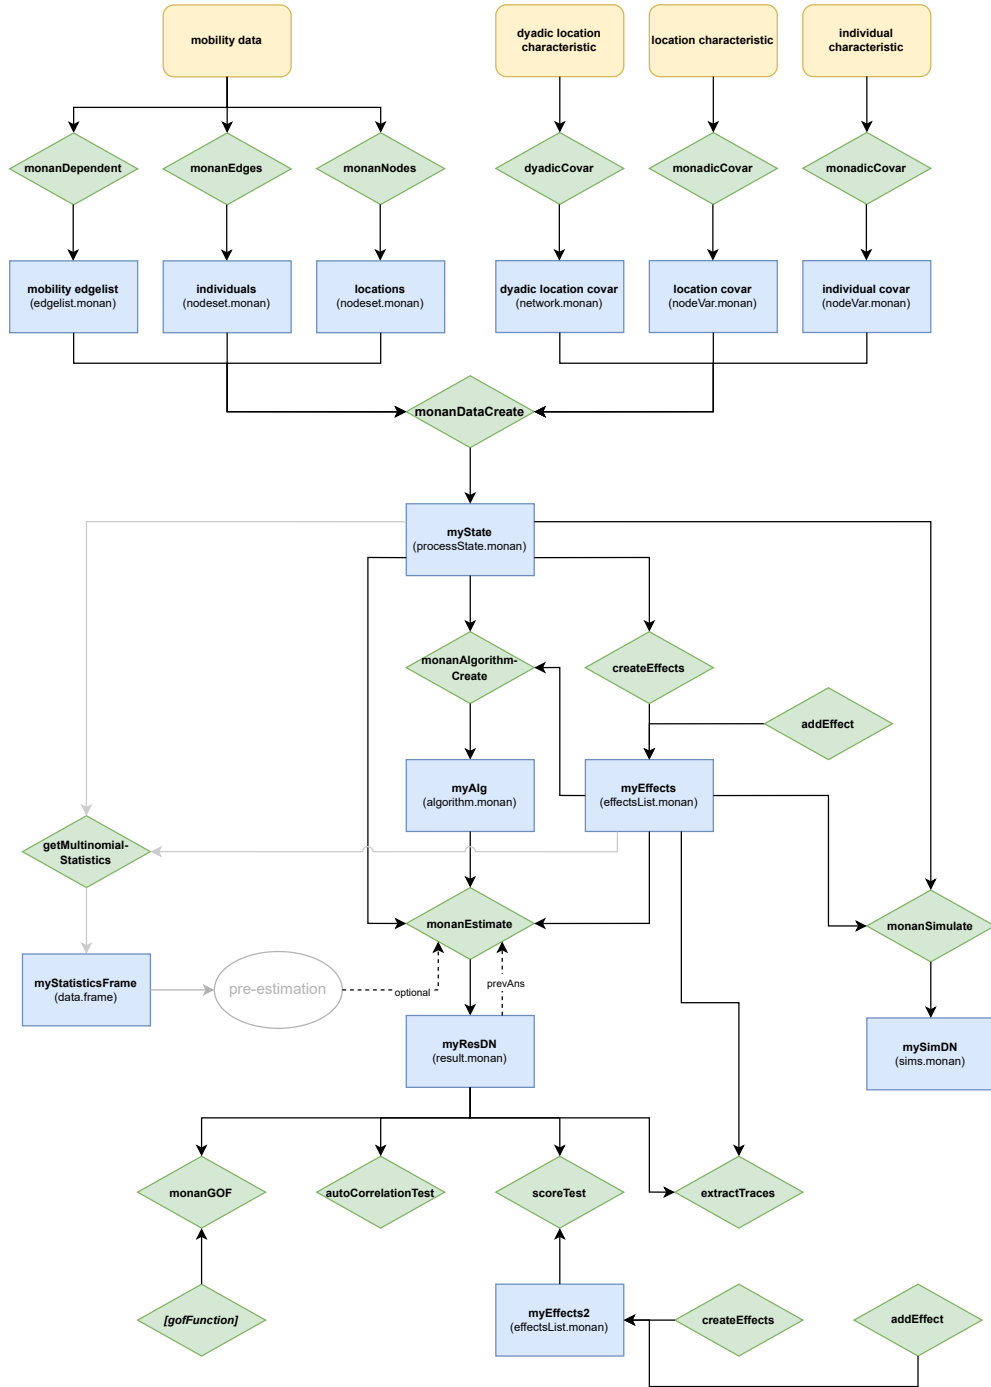 mobility data
dyadic location
characteristic
location characteristic
individual
characteristic
monanDependent
monanEdges
monanNodes
dyadicCovar
monadicCovar
monadicCovar
mobility edgelist
(edgelist.monan)
individuals
(nodeset.monan)
locations
(nodeset.monan)
dyadic location covar
(network.monan)
location covar
(nodeVar.monan)
individual covar
(nodeVar.monan)
monanDataCreate
myState
(processState.monan)
monanAlgorithm-
Create
createEffects
addEffect
myAlg
(algorithm.monan)
myEffects
(effectsList.monan)
getMultinomial-
Statistics
monanEstimate
monanSimulate
myStatisticsFrame
(data.frame)
pre-estimation
optional
prevAns
myResDN
(result.monan)
mySimDN
(sims.monan)
monanGOF
autoCorrelationTest
scoreTest
extractTraces
[gofFunction]
myEffects2
(effectsList.monan)
createEffects
addEffect